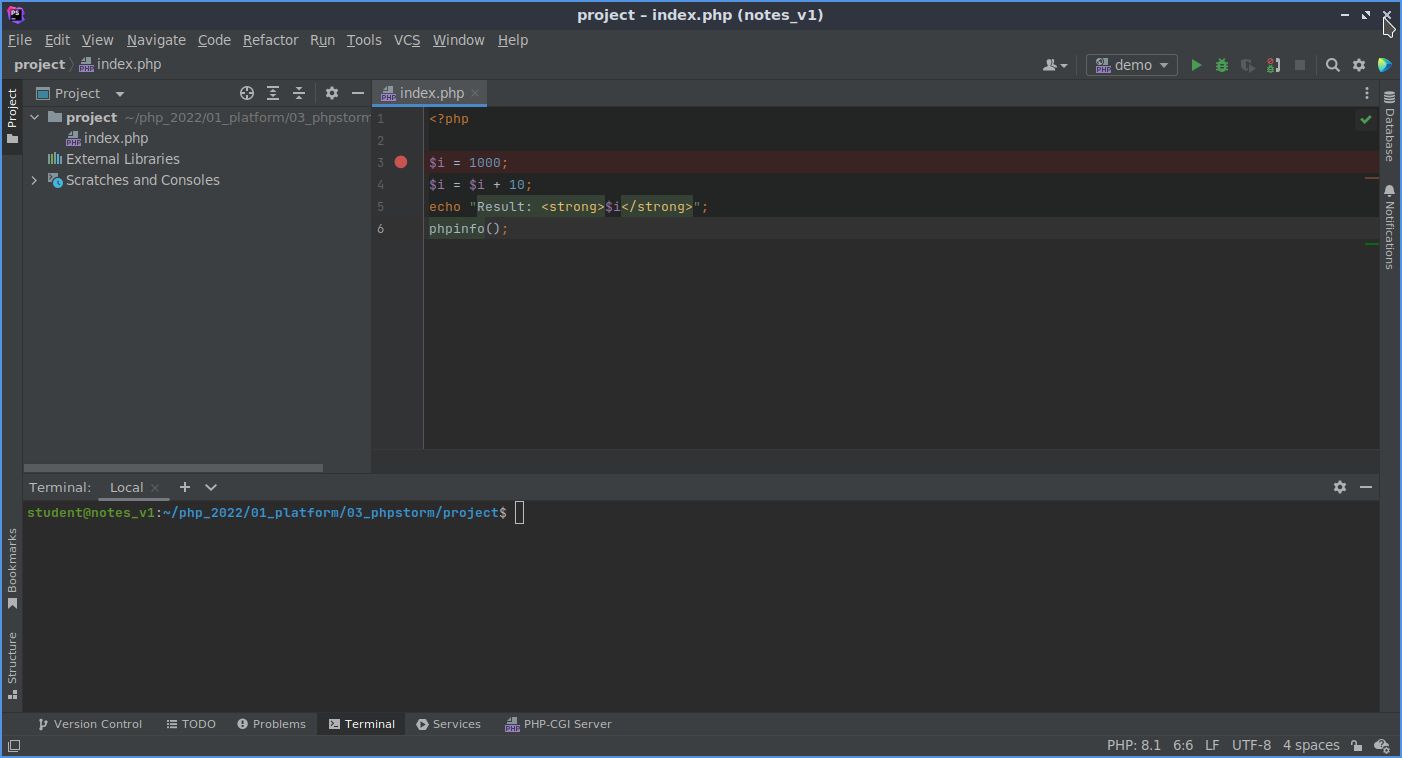 PS
project – index.php (notes_v1)
File Edit View Navigate Code Refactor Run Tools VCS Window Help
project index.php
demo
Project
Project
index.php
project ~/php_2022/01_platform/03_phpstorm
index.php
External Libraries
Scratches and Consoles
1 <?php
2
3 $i = 1000;
4 $i = $i + 10;
5 echo "Result: <strong>$i</strong>";
6 phpinfo();
Database
Notifications
Terminal: Local
student@notes_v1:~/php_2022/01_platform/03_phpstorm/project$
Bookmarks
Structure
Version Control TODO Problems Terminal Services PHP-CGI Server
PHP: 8.1 6:6 LF UTF-8 4 spaces